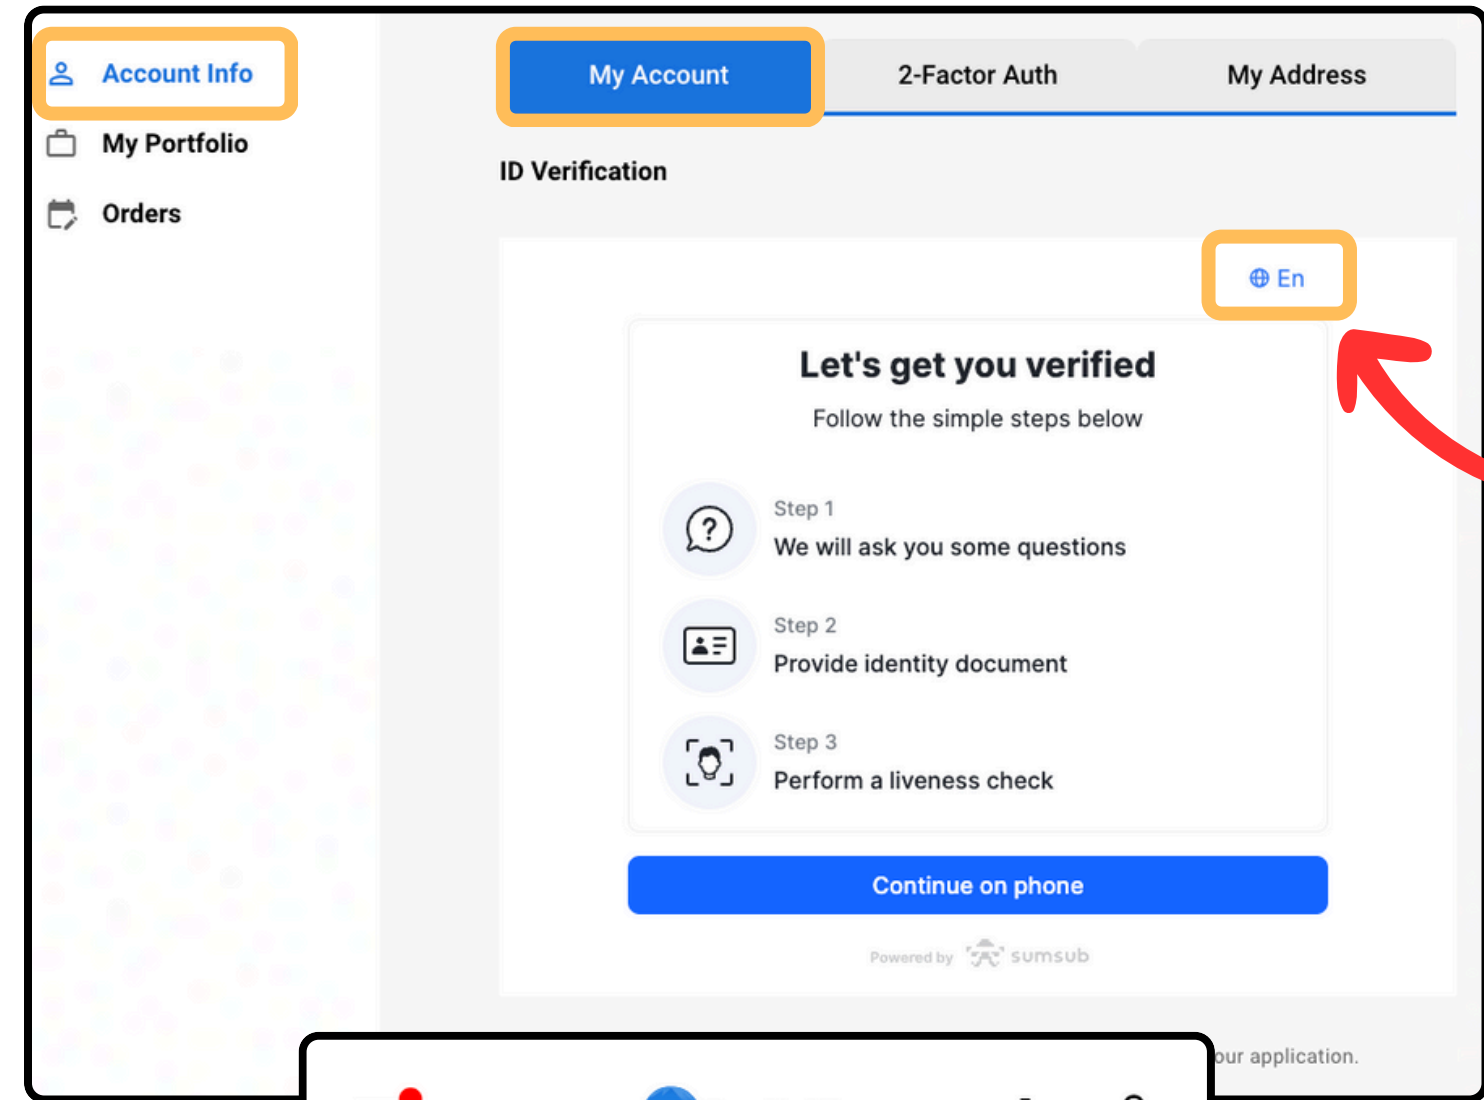 Account Info
My Portfolio
Orders
My Account
2-Factor Auth
My Address
ID Verification
En
Let's get you verified
Follow the simple steps below
Step 1
We will ask you some questions
Step 2
Provide identity document
Step 3
Perform a liveness check
Continue on phone
Powered by sumsub
our application.